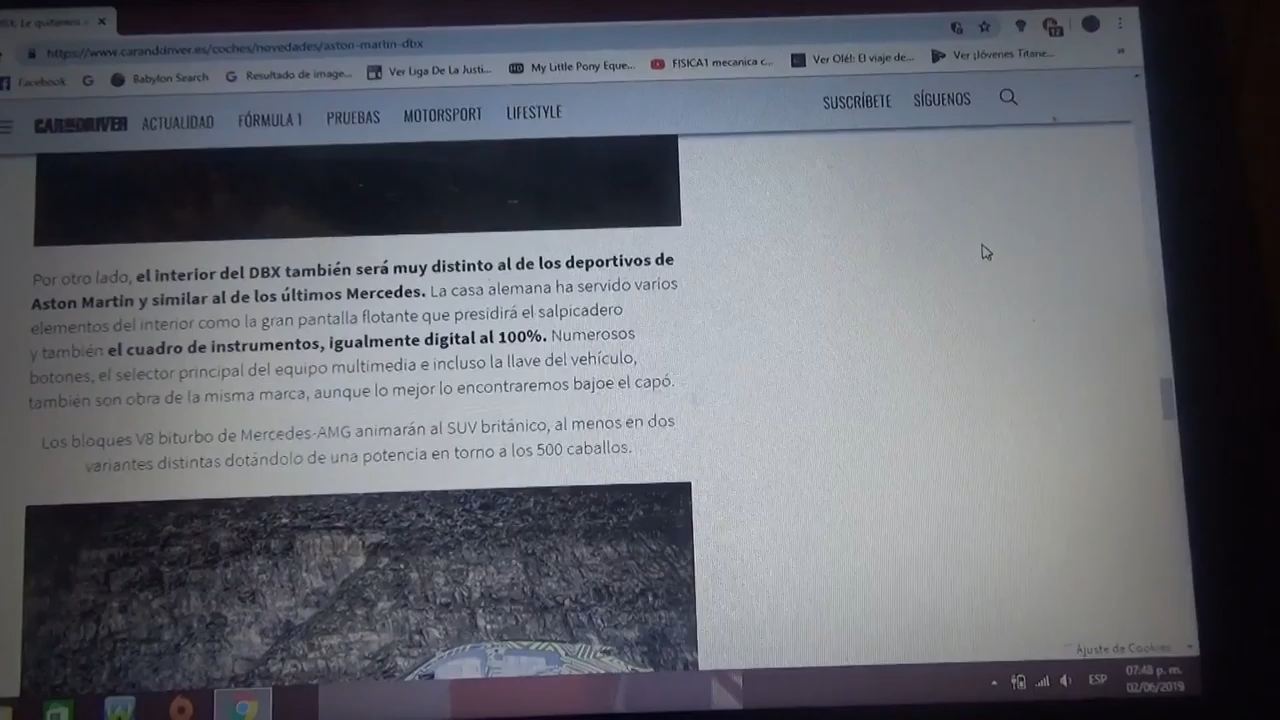 https://www.caranddriver.es/coches/novedades/aston-martin-dbx
Facebook
Babylon Search
Resultado de image...
Ver Liga De La Justi...
My Little Pony Eque...
FISICA1 mecanica c...
Ver Olé!: El viaje de...
Ver ¡Jóvenes Titane...
CAR AND DRIVER ACTUALIDAD FÓRMULA 1 PRUEBAS MOTORSPORT LIFESTYLE SUSCRÍBETE SÍGUENOS
Por otro lado, el interior del DBX también será muy distinto al de los deportivos de
Aston Martin y similar al de los últimos Mercedes. La casa alemana ha servido varios
elementos del interior como la gran pantalla flotante que presidirá el salpicadero
y también el cuadro de instrumentos, igualmente digital al 100%. Numerosos
botones, el selector principal del equipo multimedia e incluso la llave del vehículo,
también son obra de la misma marca, aunque lo mejor lo encontraremos bajoe el capó.
Los bloques V8 biturbo de Mercedes-AMG animarán al SUV británico, al menos en dos
variantes distintas dotándolo de una potencia en torno a los 500 caballos.
Ajuste de Cookies
ESP
07:48 p. m.
02/06/2019